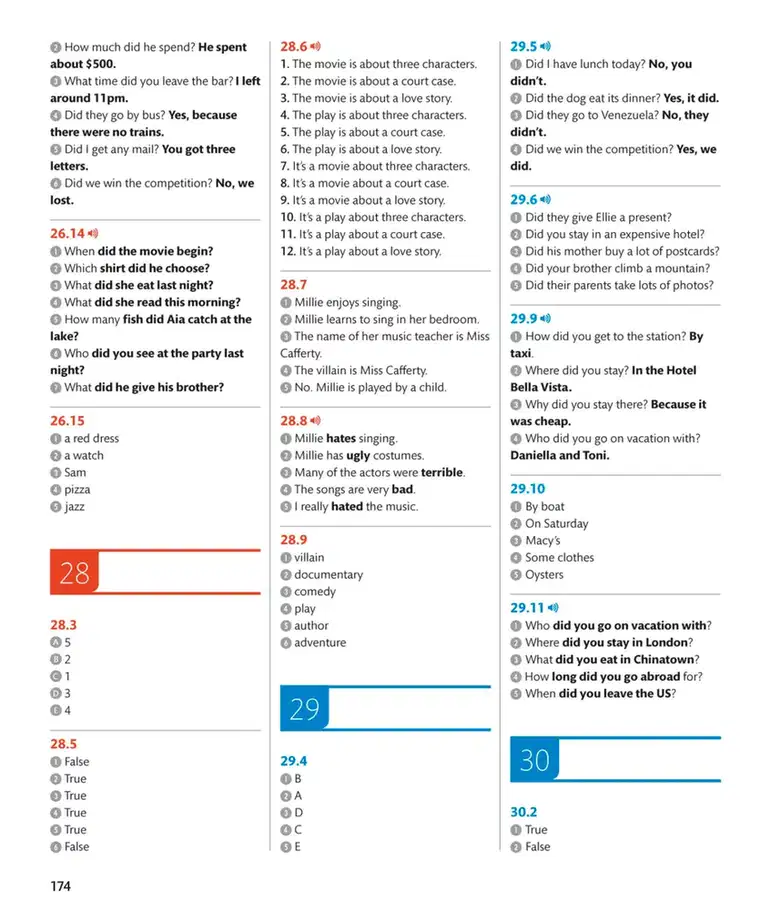 2 How much did he spend? He spent
about $500.
3 What time did you leave the bar? I left
around 11pm.
4 Did they go by bus? Yes, because
there were no trains.
5 Did I get any mail? You got three
letters.
6 Did we win the competition? No, we
lost.
26.14
1 When did the movie begin?
2 Which shirt did he choose?
3 What did she eat last night?
4 What did she read this morning?
5 How many fish did Aia catch at the
lake?
6 Who did you see at the party last
night?
7 What did he give his brother?
26.15
1 a red dress
2 a watch
3 Sam
4 pizza
5 jazz
28
28.3
A 5
B 2
C 1
D 3
E 4
28.5
1 False
2 True
3 True
4 True
5 True
6 False
174
28.6
1. The movie is about three characters.
2. The movie is about a court case.
3. The movie is about a love story.
4. The play is about three characters.
5. The play is about a court case.
6. The play is about a love story.
7. It's a movie about three characters.
8. It's a movie about a court case.
9. It's a movie about a love story.
10. It's a play about three characters.
11. It's a play about a court case.
12. It's a play about a love story.
28.7
1 Millie enjoys singing.
2 Millie learns to sing in her bedroom.
3 The name of her music teacher is Miss
Cafferty.
4 The villain is Miss Cafferty.
5 No. Millie is played by a child.
28.8
1 Millie hates singing.
2 Millie has ugly costumes.
3 Many of the actors were terrible.
4 The songs are very bad.
5 I really hated the music.
28.9
1 villain
2 documentary
3 comedy
4 play
5 author
6 adventure
29
29.4
1 B
2 A
3 D
4 C
5 E
29.5
1 Did I have lunch today? No, you
didn't.
2 Did the dog eat its dinner? Yes, it did.
3 Did they go to Venezuela? No, they
didn't.
4 Did we win the competition? Yes, we
did.
29.6
1 Did they give Ellie a present?
2 Did you stay in an expensive hotel?
3 Did his mother buy a lot of postcards?
4 Did your brother climb a mountain?
5 Did their parents take lots of photos?
29.9
1 How did you get to the station? By
taxi.
2 Where did you stay? In the Hotel
Bella Vista.
3 Why did you stay there? Because it
was cheap.
4 Who did you go on vacation with?
Daniella and Toni.
29.10
1 By boat
2 On Saturday
3 Macy's
4 Some clothes
5 Oysters
29.11
1 Who did you go on vacation with?
2 Where did you stay in London?
3 What did you eat in Chinatown?
4 How long did you go abroad for?
5 When did you leave the US?
30
30.2
1 True
2 False